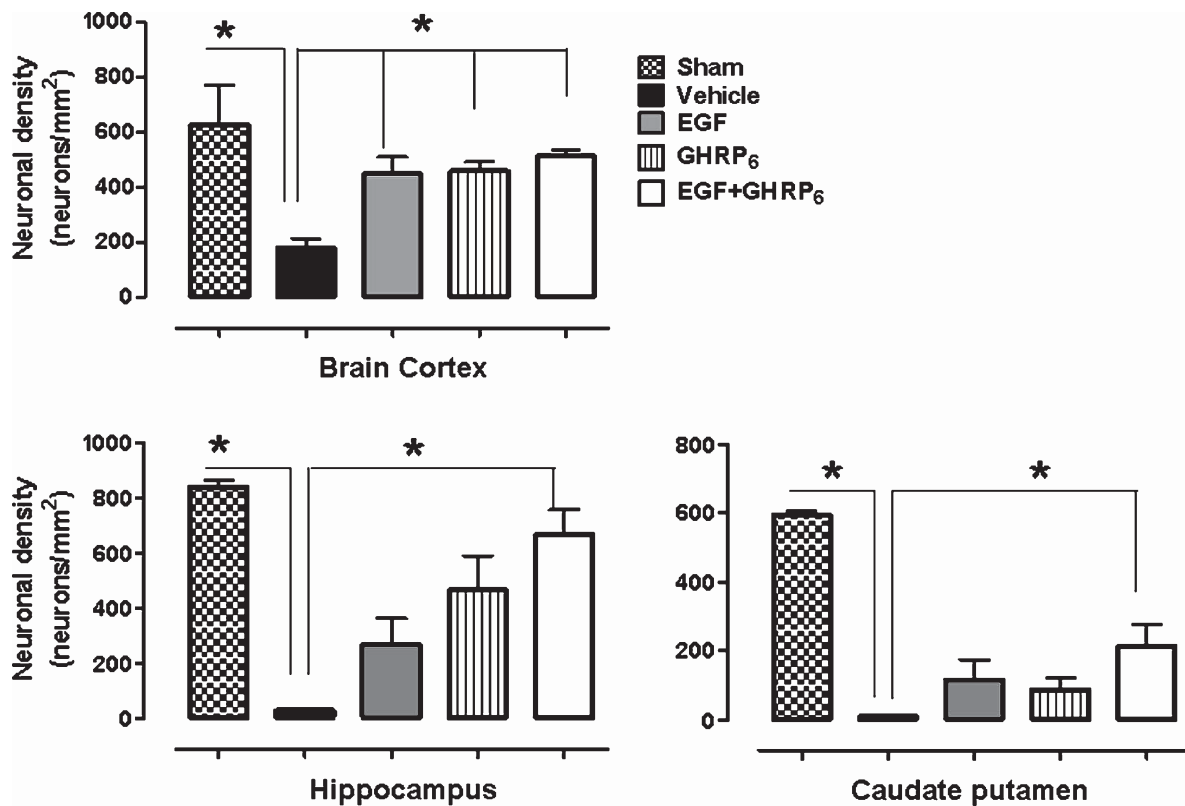 Neuronal density
(neurons/mm²)
1000
800
600
400
200
0
*
*
Sham
Vehicle
EGF
GHRP₆
EGF+GHRP₆
Brain Cortex
Neuronal density
(neurons/mm²)
1000
800
600
400
200
0
*
*
Hippocampus
800
600
400
200
0
*
*
Caudate putamen